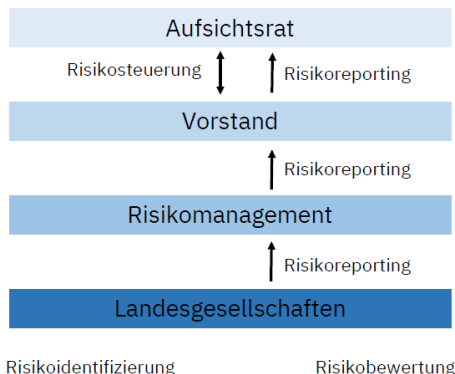 Aufsichtsrat
Risikosteuerung Risikoreporting
Vorstand
Risikoreporting
Risikomanagement
Risikoreporting
Landesgesellschaften
Risikoidentifizierung Risikobewertung